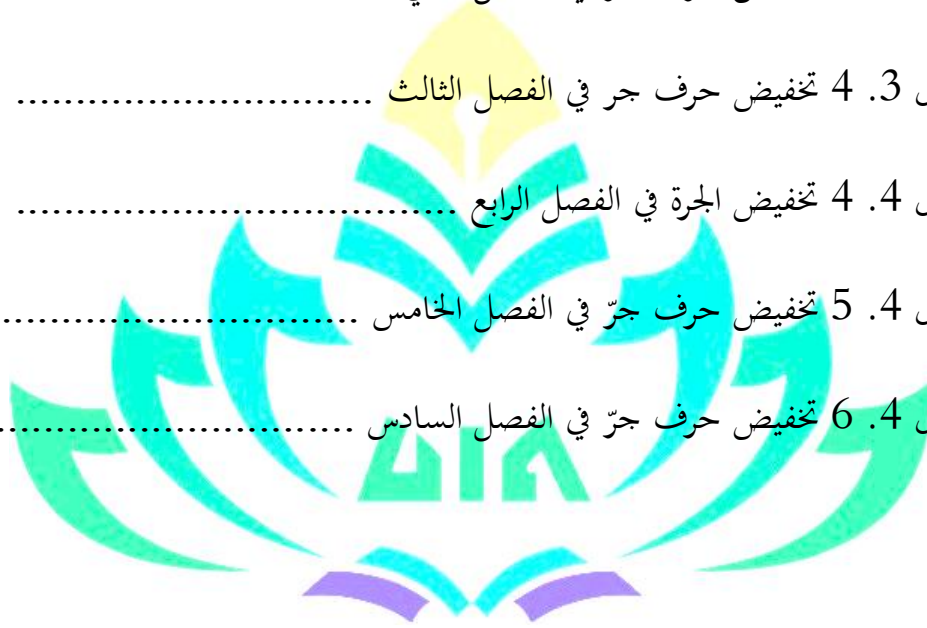 3. 4 تخفيض حرف جر في الفصل الثالث ..............................
4. 4 تخفيض الجرة في الفصل الرابع .....................................
4. 5 تخفيض حرف جرّ في الفصل الخامس ..............................
4. 6 تخفيض حرف جرّ في الفصل السادس ..............................